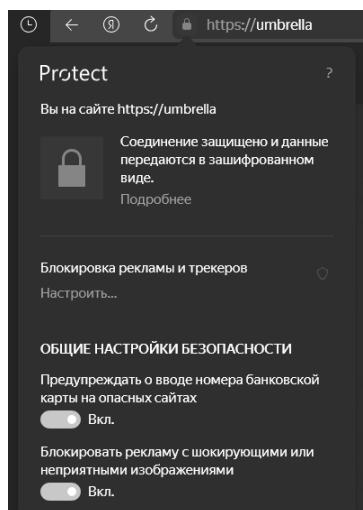 Я https://umbrella
Protect ?
Вы на сайте https://umbrella
Соединение защищено и данные
передаются в зашифрованном
виде.
Подробнее
Блокировка рекламы и трекеров
Настроить...
ОБЩИЕ НАСТРОЙКИ БЕЗОПАСНОСТИ
Предупреждать о вводе номера банковской
карты на опасных сайтах
Вкл.
Блокировать рекламу с шокирующими или
неприятными изображениями
Вкл.